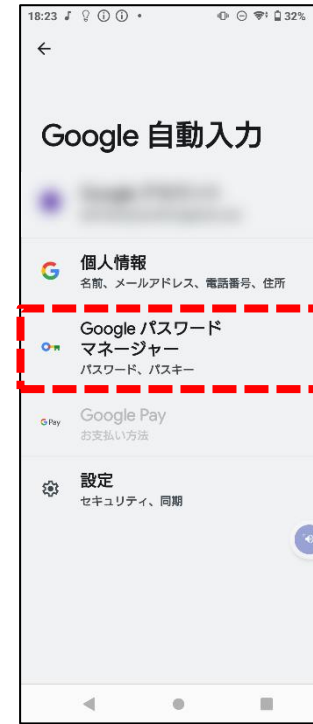 18:23
32%
Google 自動入力
個人情報
名前、メールアドレス、電話番号、住所
Google パスワード
マネージャー
パスワード、パスキー
G Pay
Google Pay
お支払い方法
設定
セキュリティ、同期